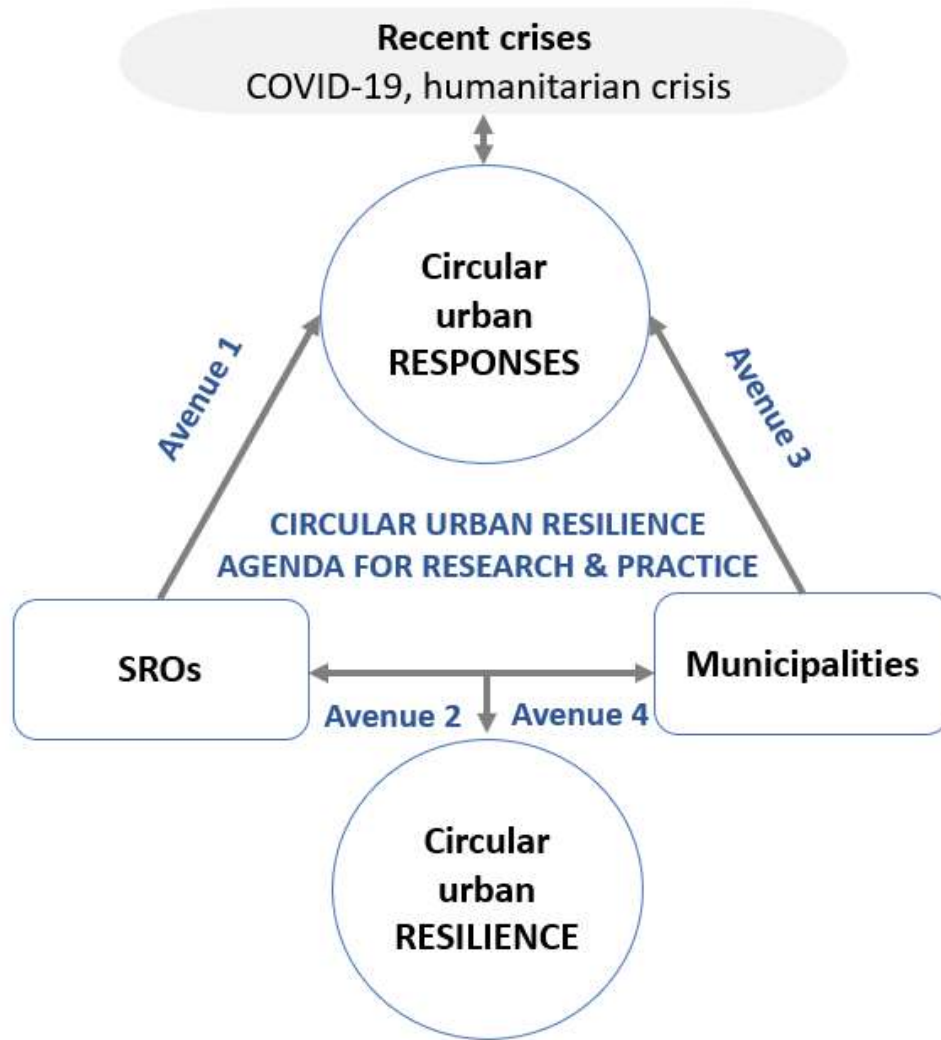 Recent crises
COVID-19, humanitarian crisis
Circular
urban
RESPONSES
Avenue 1
Avenue 3
CIRCULAR URBAN RESILIENCE
AGENDA FOR RESEARCH & PRACTICE
SROs
Municipalities
Avenue 2
Avenue 4
Circular
urban
RESILIENCE